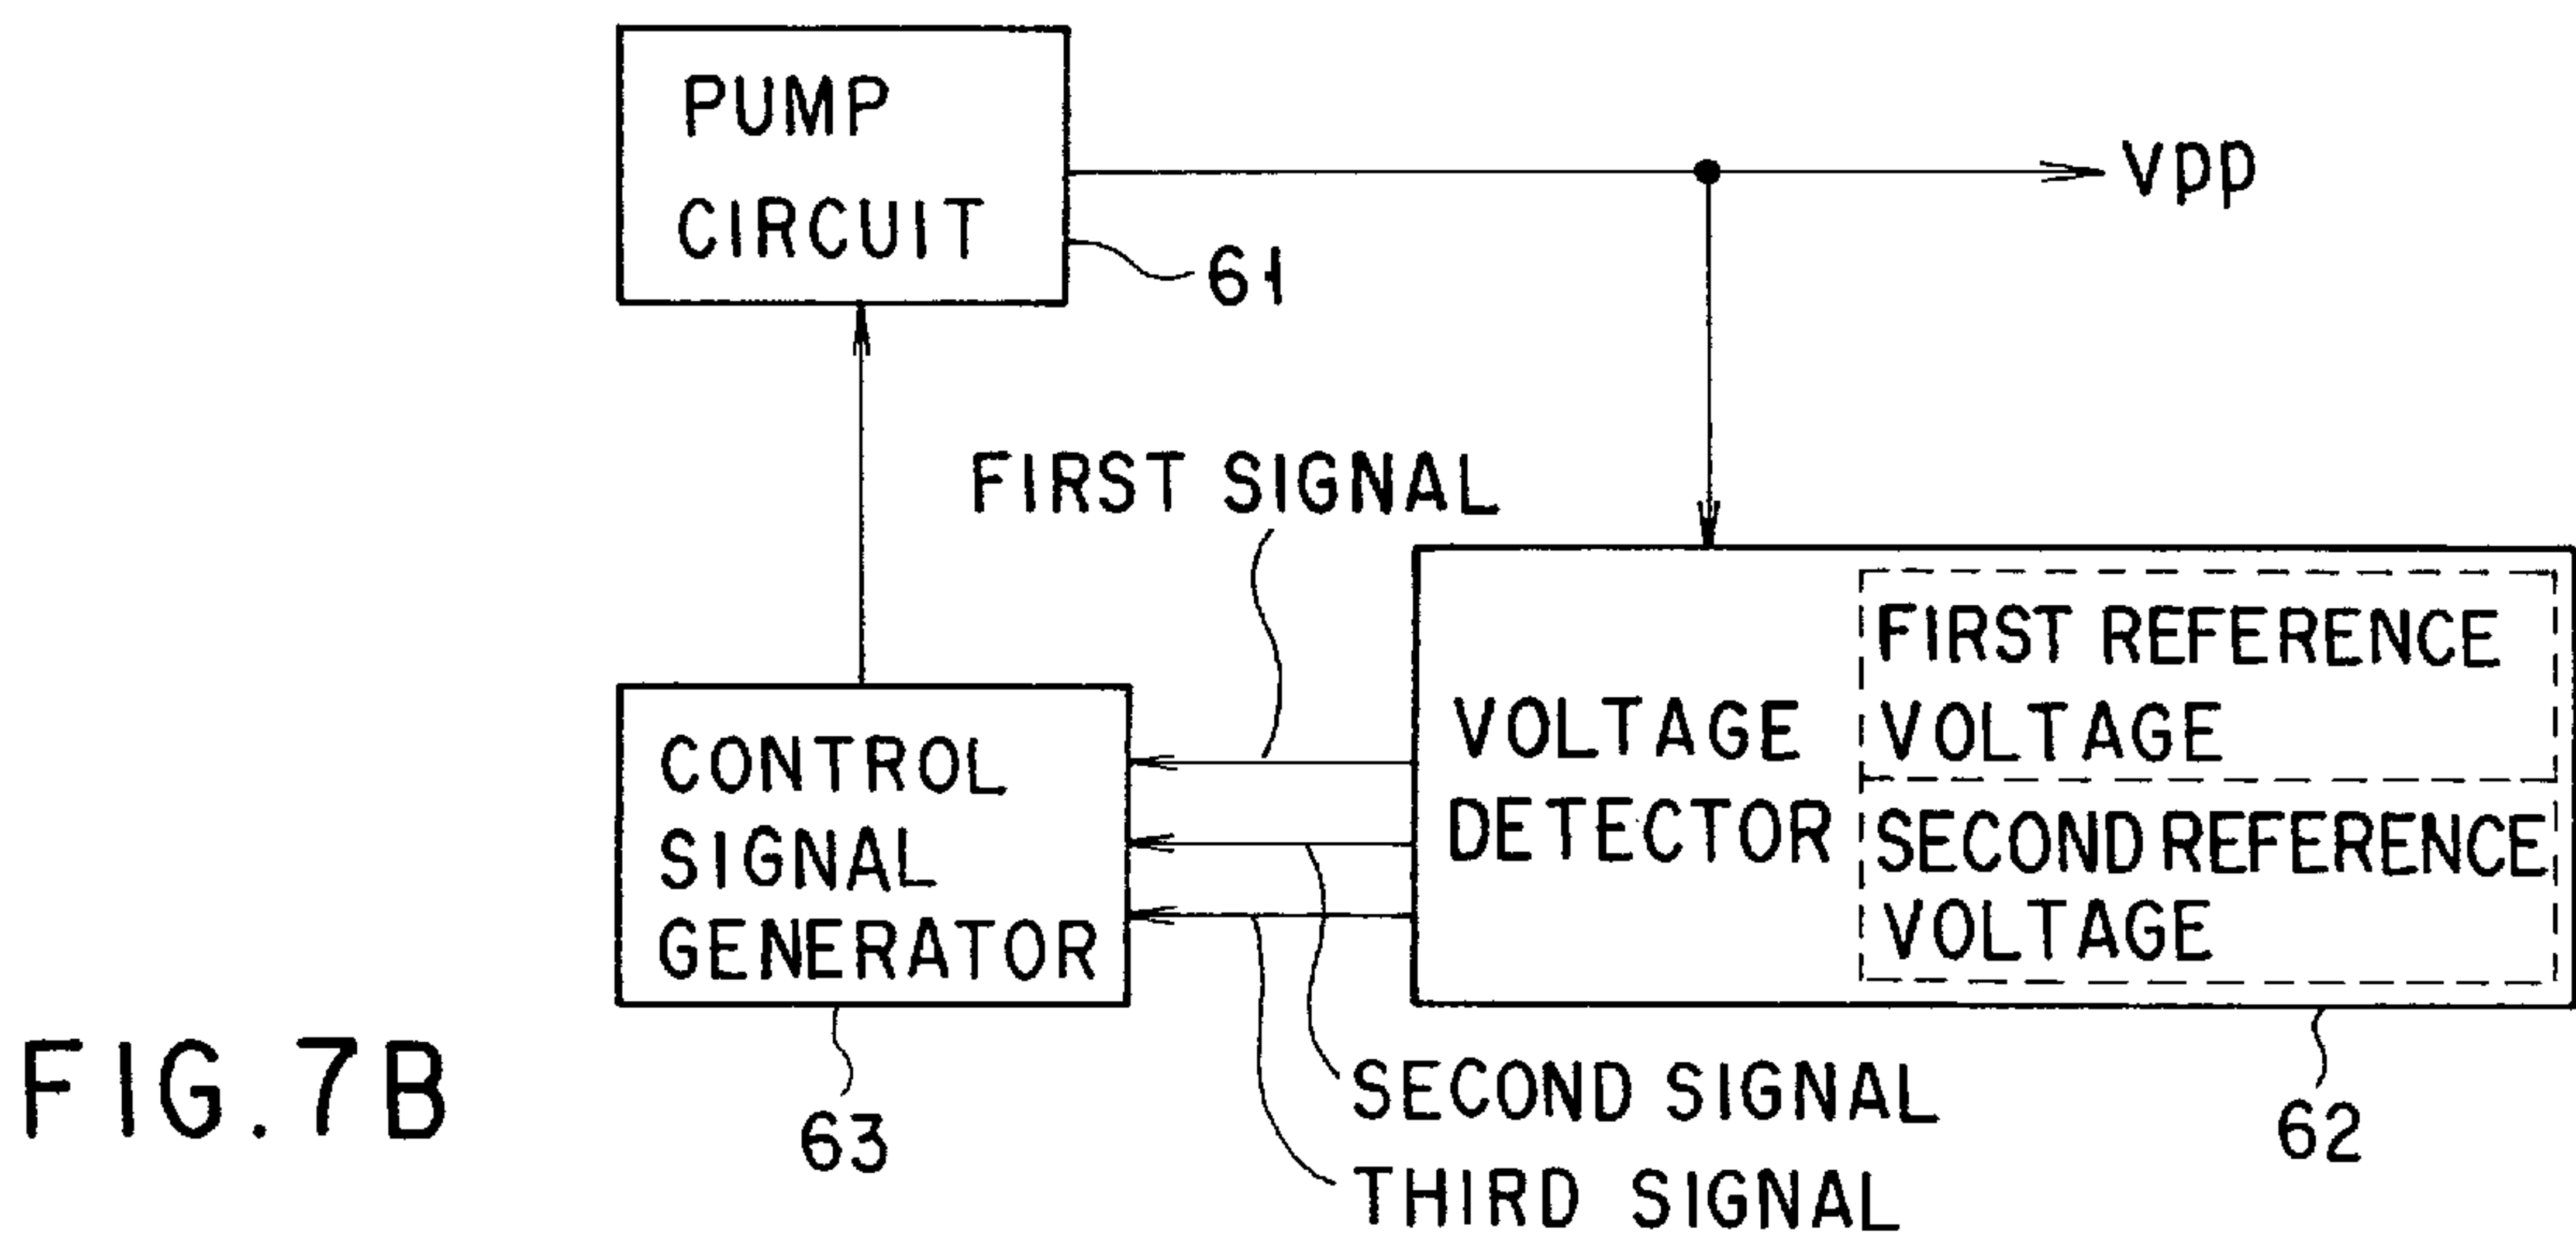 PUMP
CIRCUIT
61
Vpp
FIRST SIGNAL
CONTROL
SIGNAL
GENERATOR
63
VOLTAGE
DETECTOR
FIRST REFERENCE
VOLTAGE
SECOND REFERENCE
VOLTAGE
62
SECOND SIGNAL
THIRD SIGNAL
FIG. 7B